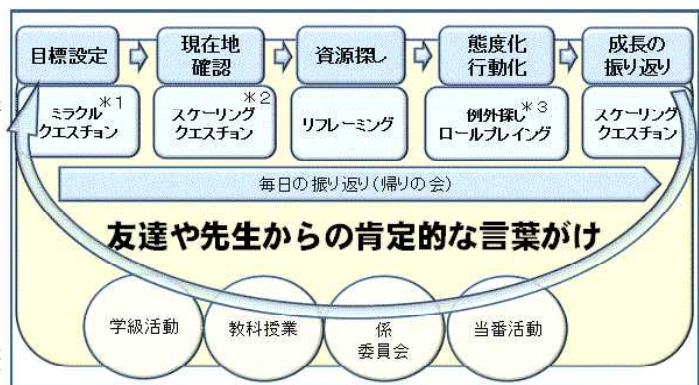 目標設定
現在地
確認
資源探し
態度化
行動化
成長の
振り返り
ミラクル＊1
クエスチョン
スケーリング＊2
クエスチョン
リフレーミング
例外探し＊3
ロールプレイング
スケーリング
クエスチョン
毎日の振り返り(帰りの会)
友達や先生からの肯定的な言葉がけ
学級活動
教科授業
係
委員会
当番活動